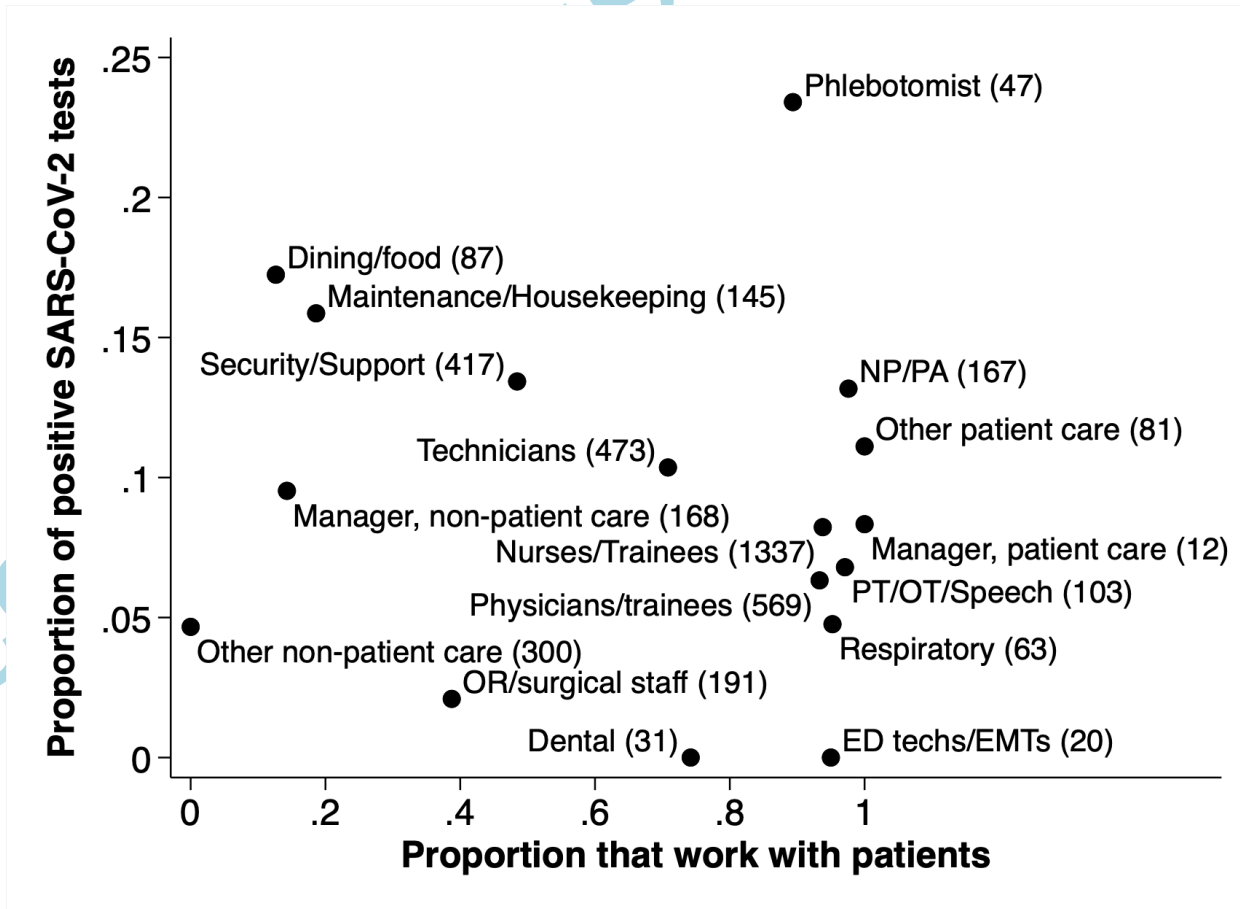 .25
Phlebotomist (47)
.2
Dining/food (87)
Maintenance/Housekeeping (145)
.15
Security/Support (417)
NP/PA (167)
Other patient care (81)
Technicians (473)
.1
Manager, non-patient care (168)
Nurses/Trainees (1337)
Manager, patient care (12)
PT/OT/Speech (103)
Physicians/trainees (569)
.05
Other non-patient care (300)
Respiratory (63)
OR/surgical staff (191)
Dental (31)
ED techs/EMTs (20)
0
Proportion of positive SARS-CoV-2 tests
0 .2 .4 .6 .8 1
Proportion that work with patients